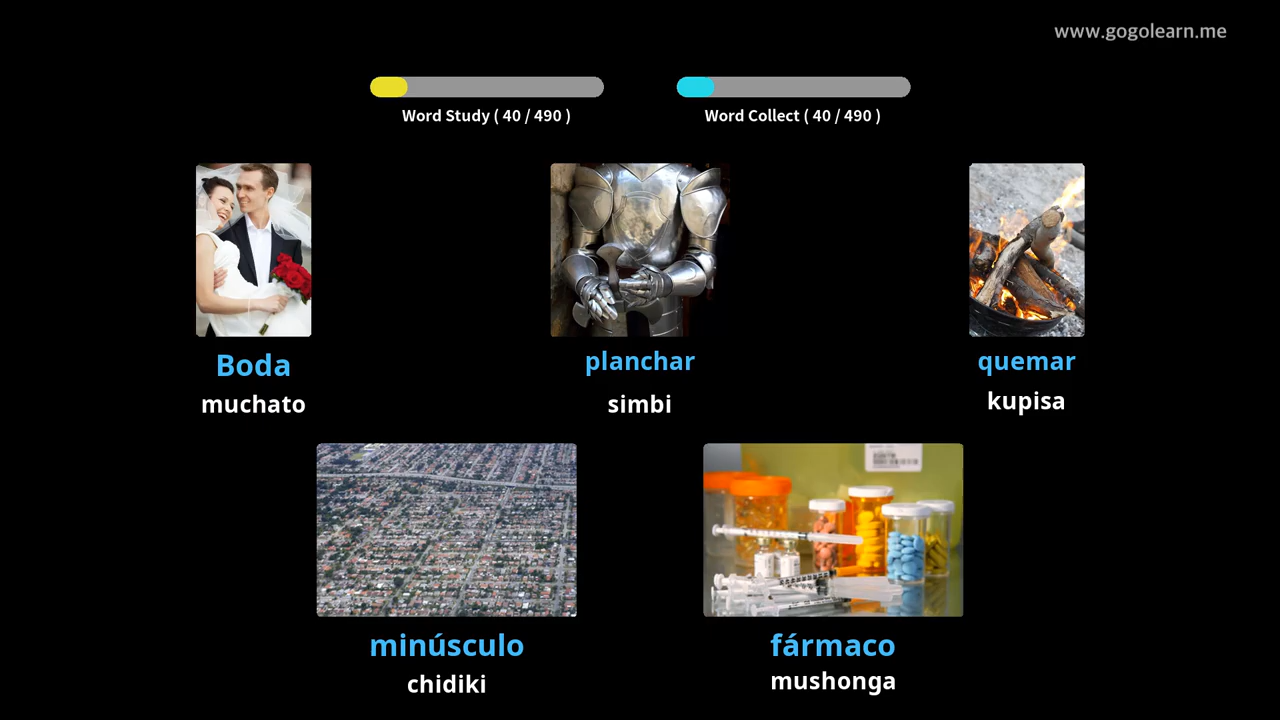 www.gogolearn.me
Word Study ( 40 / 490 )
Word Collect ( 40 / 490 )
Boda
muchato
planchar
simbi
quemar
kupisa
minúsculo
chidiki
fármaco
mushonga